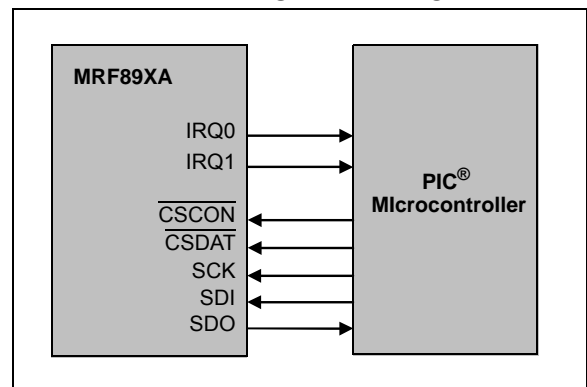 MRF89XA
IRQ0
IRQ1
CSCON
CSDAT
SCK
SDI
SDO
PIC®
MIcrocontroller